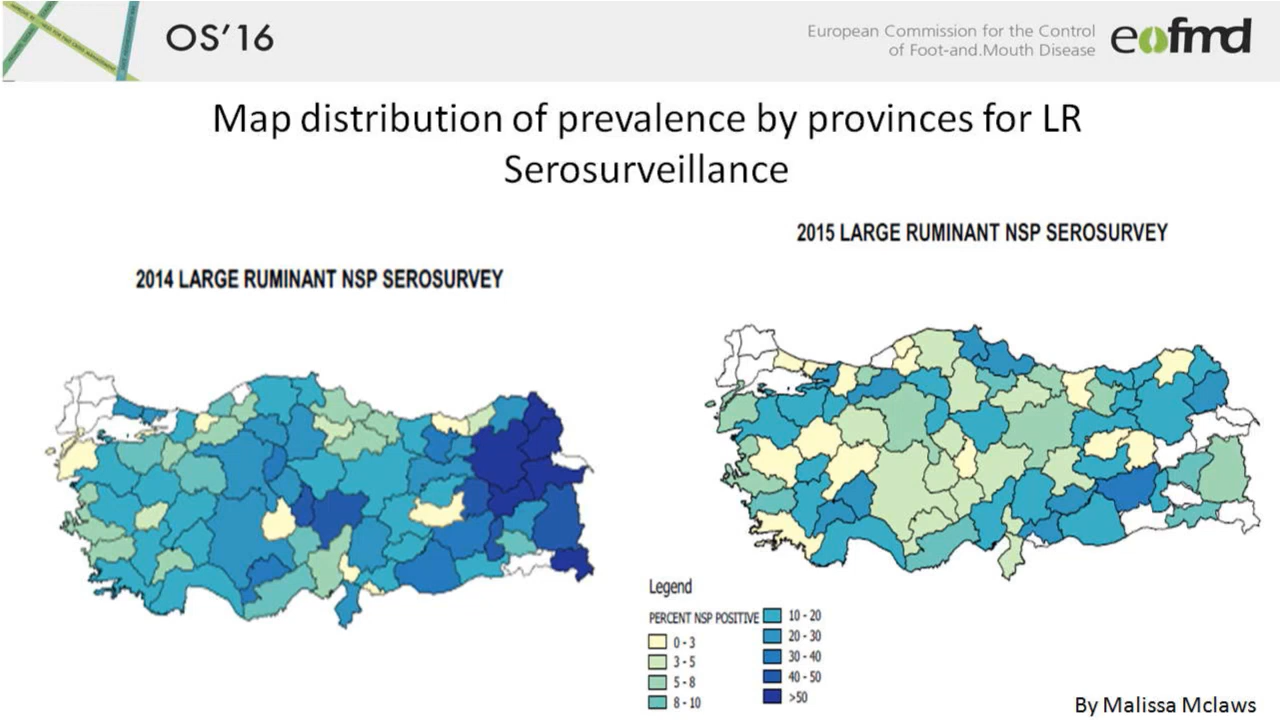 OS'16
European Commission for the Control
of Foot-and.Mouth Disease
eofmd
Map distribution of prevalence by provinces for LR
Serosurveillance
2014 LARGE RUMINANT NSP SEROSURVEY
2015 LARGE RUMINANT NSP SEROSURVEY
Legend
PERCENT NSP POSITIVE
0 - 3
3 - 5
5 - 8
8 - 10
10 - 20
20 - 30
30 - 40
40 - 50
>50
By Malissa Mclaws